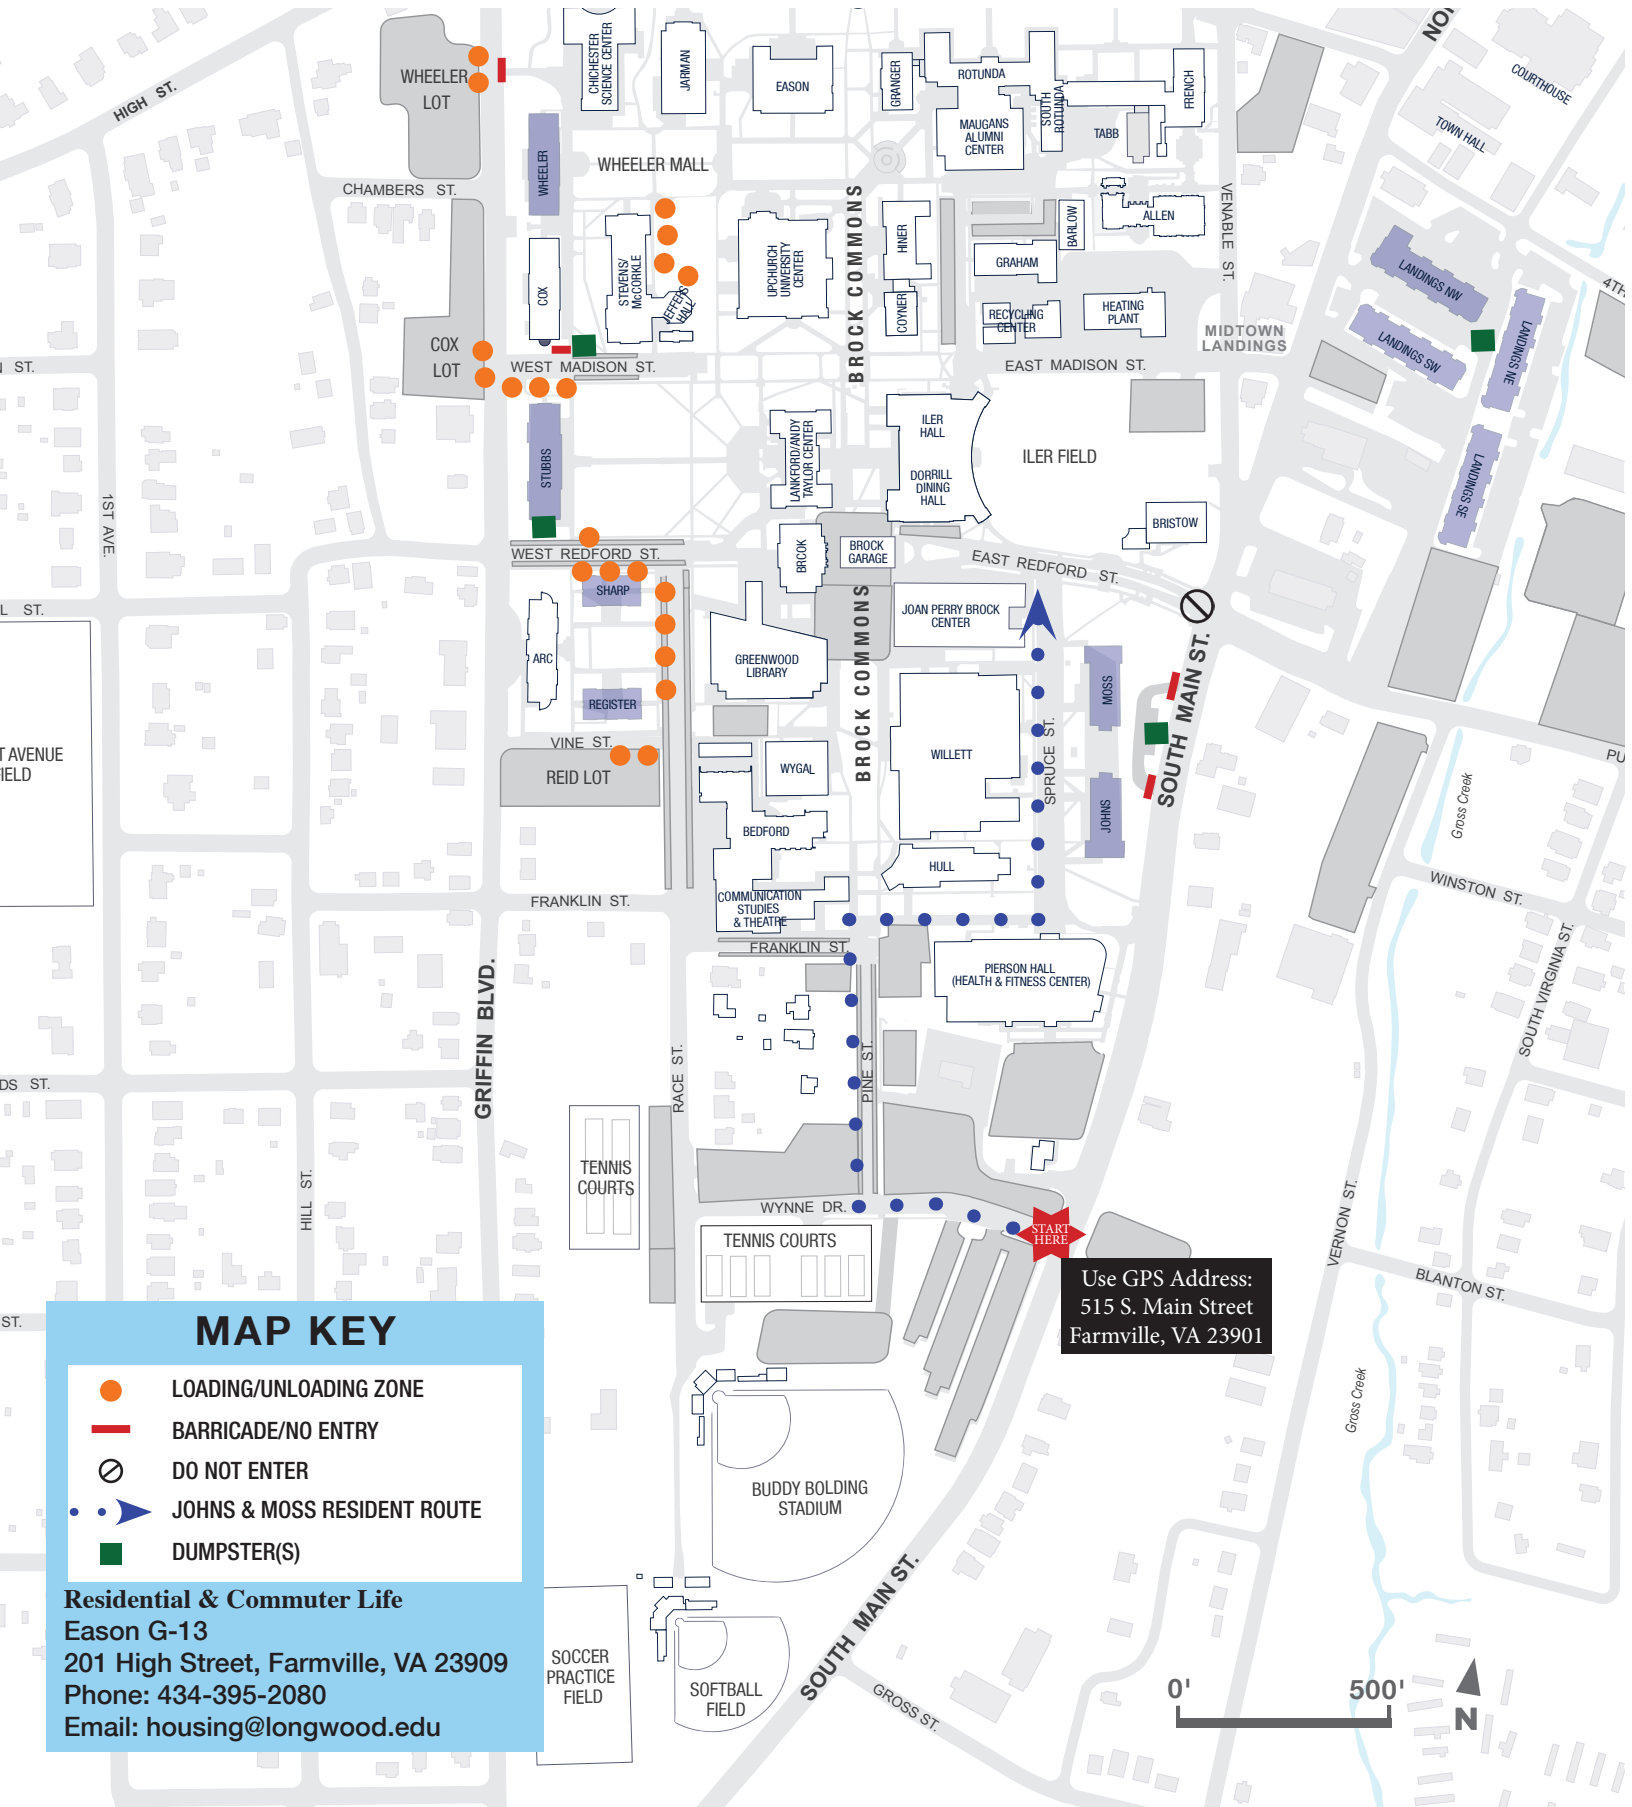 HIGH ST.
WHEELER
LOT
CHICHESTER
SCIENCE CENTER
JARMAN
EASON
GRANGER
ROTUNDA
SOUTH
ROTUNDA
MAUGANS
ALUMNI
CENTER
TABB
FRENCH
COURTHOUSE
TOWN HALL
NO
CHAMBERS ST.
WHEELER
WHEELER MALL
BROCK COMMONS
VENABLE ST.
COX
STEVENS/
McCORKLE
JEFFERS
HALL
UPCHURCH
UNIVERSITY
CENTER
HINER
COYNER
BARLOW
ALLEN
GRAHAM
RECYCLING
CENTER
HEATING
PLANT
LANDINGS NW
LANDINGS SW
LANDINGS NE
LANDINGS SE
4TH
MIDTOWN
LANDINGS
COX
LOT
ST.
WEST MADISON ST.
EAST MADISON ST.
STUBBS
LANKFORD/ANDY
TAYLOR CENTER
ILER
HALL
DORRILL
DINING
HALL
ILER FIELD
1ST AVE.
BRISTOW
WEST REDFORD ST.
BRCOK
BROCK
GARAGE
EAST REDFORD ST.
SHARP
L ST.
ARC
BROCK COMMONS
JOAN PERRY BROCK
CENTER
GREENWOOD
LIBRARY
REGISTER
MOSS
SOUTH MAIN ST.
T AVENUE
IELD
VINE ST.
REID LOT
WYGAL
WILLETT
SPRUCE ST.
JOHNS
PU
Gross Creek
BEDFORD
HULL
COMMUNICATION
STUDIES
& THEATRE
FRANKLIN ST.
WINSTON ST.
FRANKLIN ST.
PIERSON HALL
(HEALTH & FITNESS CENTER)
GRIFFIN BLVD.
SOUTH VIRGINIA ST.
RACE ST.
PINE ST.
DS ST.
HILL ST.
TENNIS
COURTS
WYNNE DR.
TENNIS COURTS
START
HERE
VERNON ST.
BLANTON ST.
Use GPS Address:
515 S. Main Street
Farmville, VA 23901
ST.
MAP KEY
LOADING/UNLOADING ZONE
BARRICADE/NO ENTRY
DO NOT ENTER
JOHNS & MOSS RESIDENT ROUTE
DUMPSTER(S)
Residential & Commuter Life
Eason G-13
201 High Street, Farmville, VA 23909
Phone: 434-395-2080
Email: housing@longwood.edu
Gross Creek
BUDDY BOLDING
STADIUM
SOUTH MAIN ST.
SOCCER
PRACTICE
FIELD
SOFTBALL
FIELD
GROSS ST.
0' 500'
N